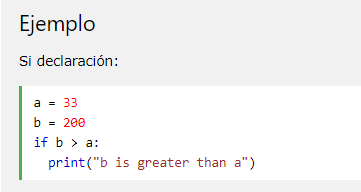 Ejemplo
Si declaración:
a = 33
b = 200
if b > a:
  print("b is greater than a")